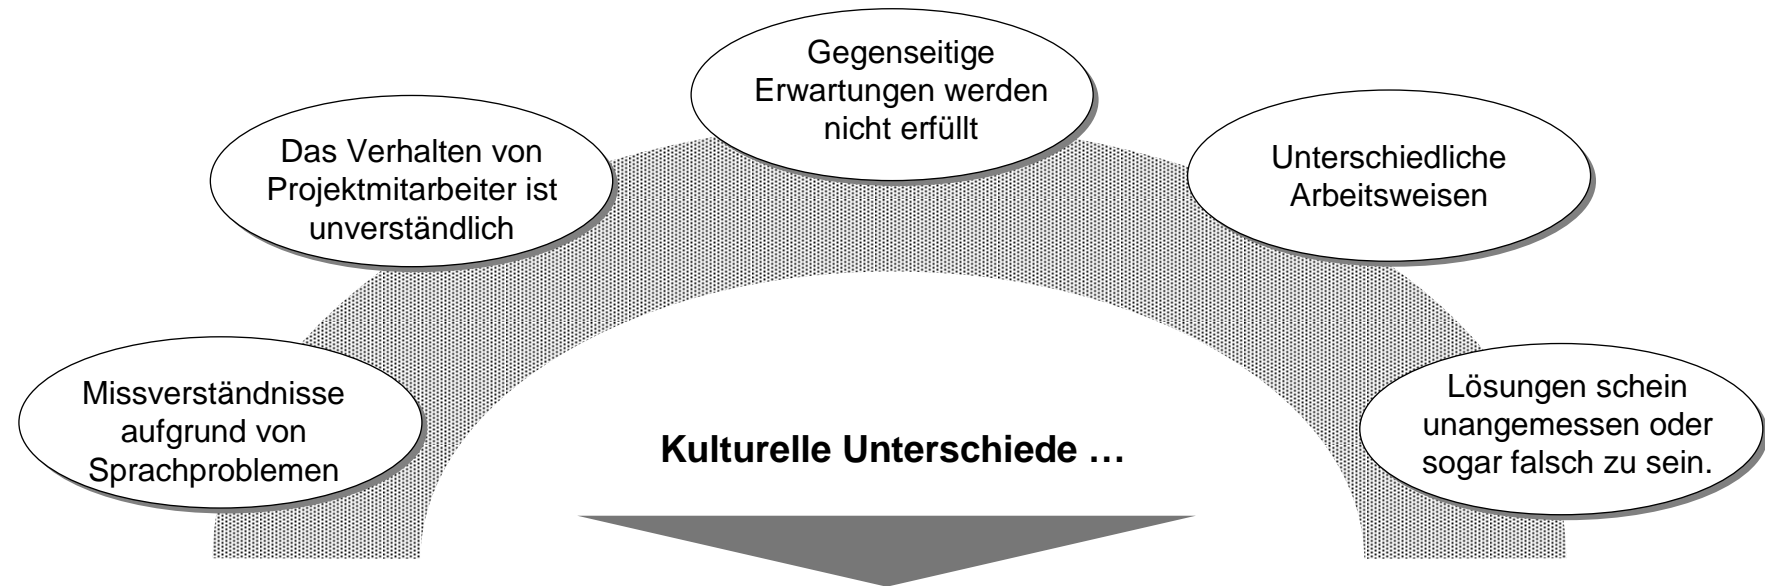 Gegenseitige
Erwartungen werden
nicht erfüllt
Das Verhalten von
Projektmitarbeiter ist
unverständlich
Unterschiedliche
Arbeitsweisen
Missverständnisse
aufgrund von
Sprachproblemen
Lösungen schein
unangemessen oder
sogar falsch zu sein.
Kulturelle Unterschiede …